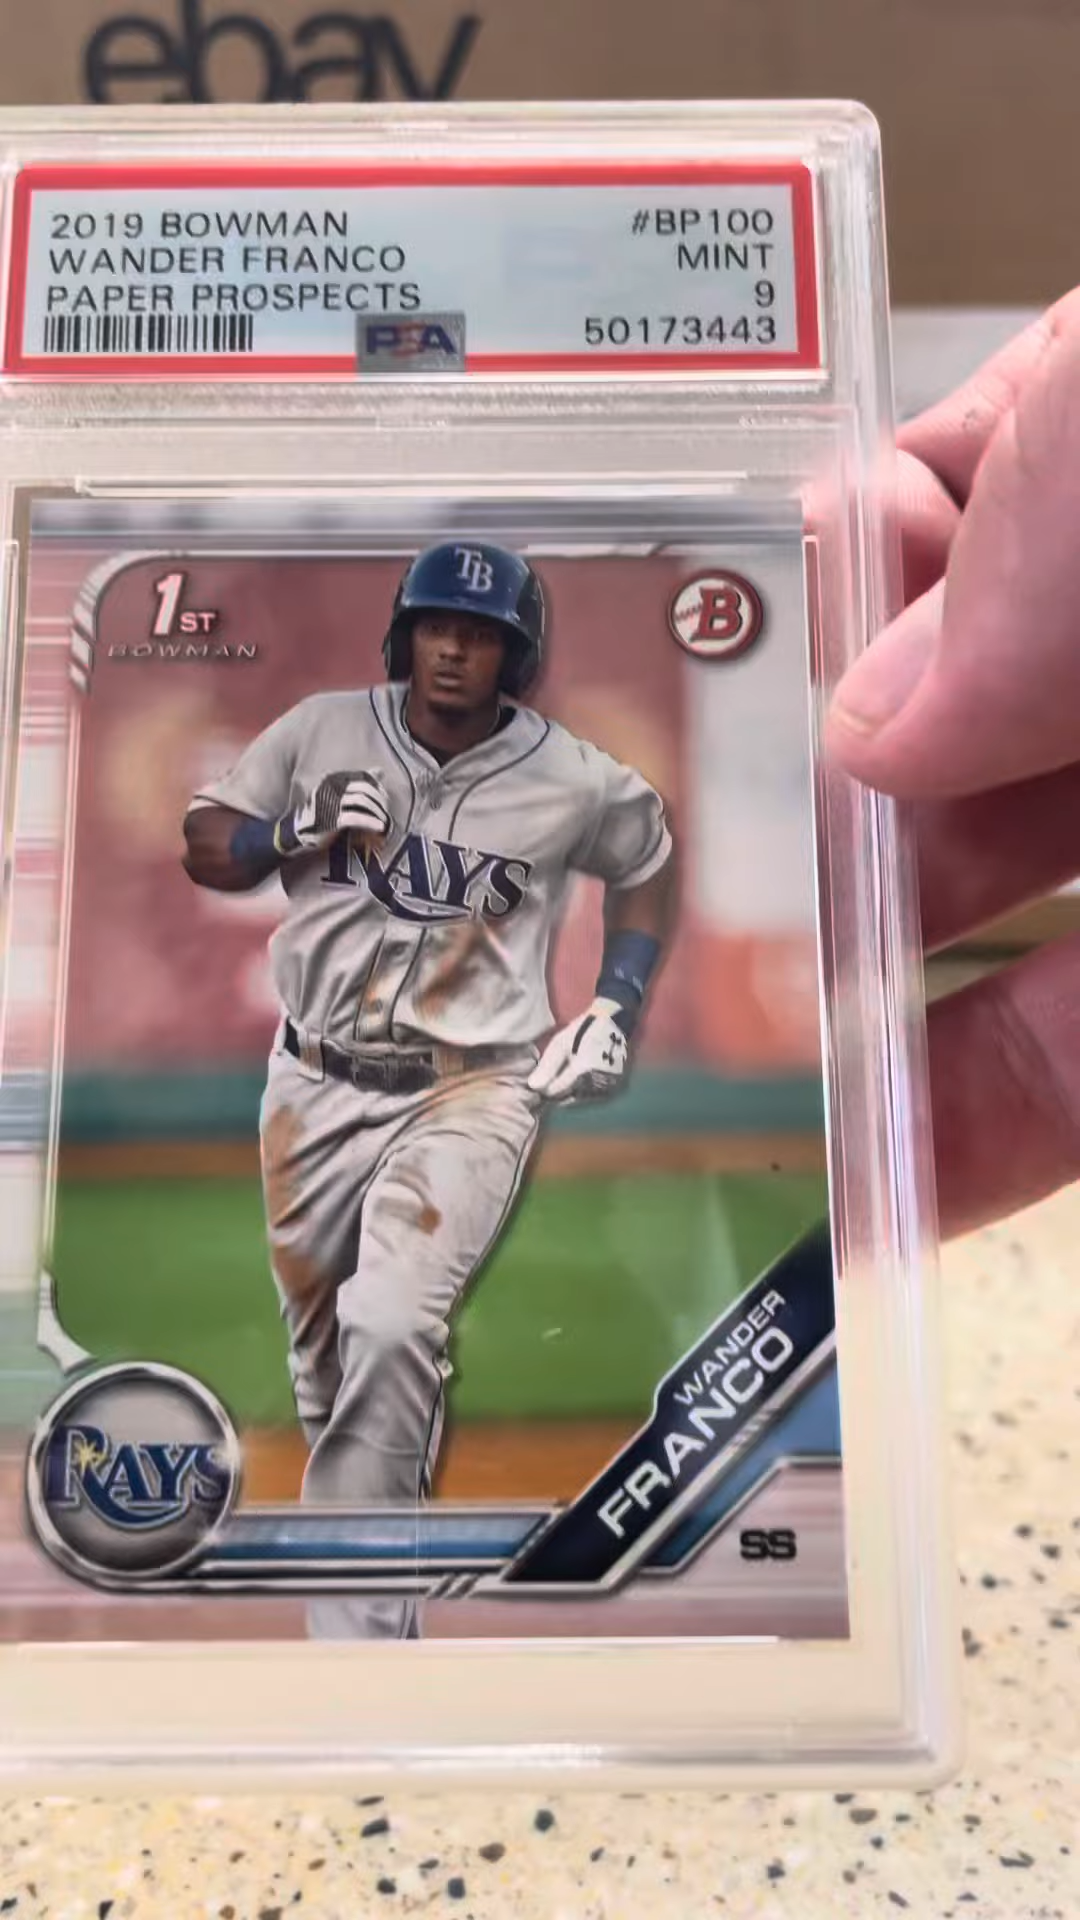 ebay
2019 BOWMAN #BP100
WANDER FRANCO MINT
PAPER PROSPECTS 9
PSA 50173443
1ST
BOWMAN
TB
B
RAYS
WANDER
FRANCO
RAYS
SS